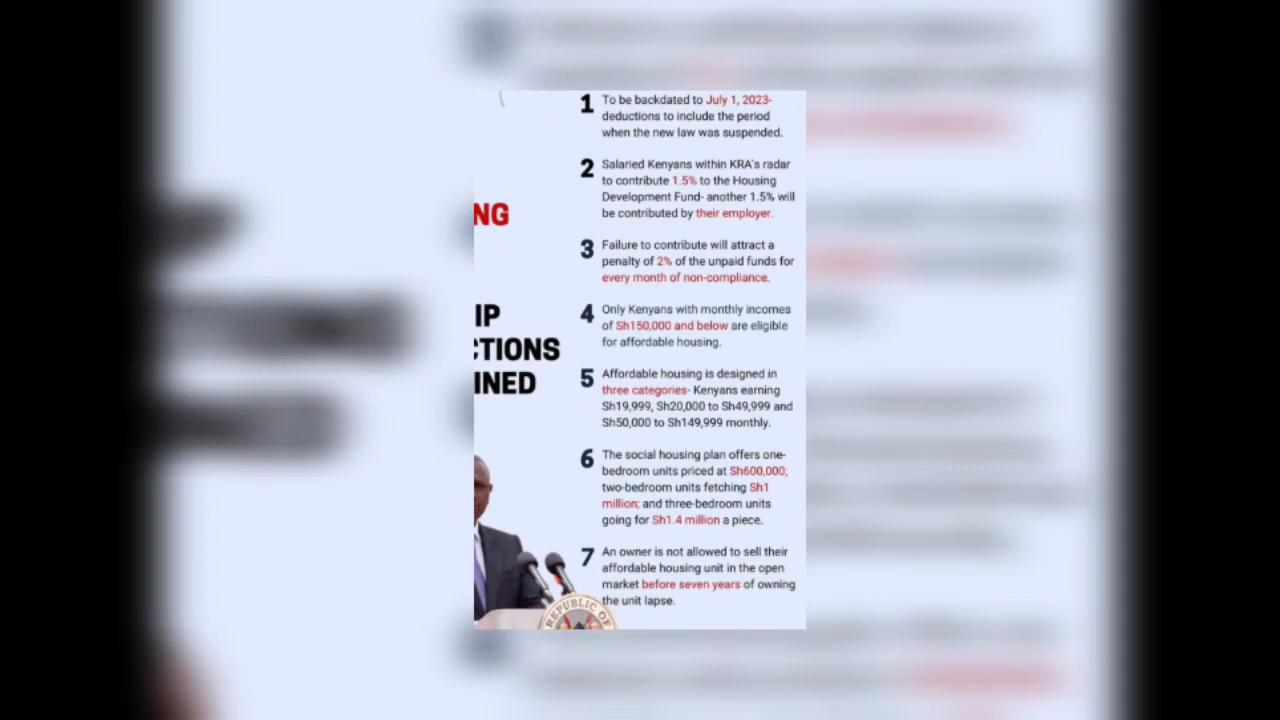 NG
IP
CTIONS
INED
1 To be backdated to July 1, 2023-
deductions to include the period
when the new law was suspended.
2 Salaried Kenyans within KRA's radar
to contribute 1.5% to the Housing
Development Fund- another 1.5% will
be contributed by their employer.
3 Failure to contribute will attract a
penalty of 2% of the unpaid funds for
every month of non-compliance.
4 Only Kenyans with monthly incomes
of Sh150,000 and below are eligible
for affordable housing.
5 Affordable housing is designed in
three categories- Kenyans earning
Sh19,999, Sh20,000 to Sh49,999 and
Sh50,000 to Sh149,999 monthly.
6 The social housing plan offers one-
bedroom units priced at Sh600,000;
two-bedroom units fetching Sh1
million; and three-bedroom units
going for Sh1.4 million a piece.
7 An owner is not allowed to sell their
affordable housing unit in the open
market before seven years of owning
the unit lapse.
REPUBLIC OF